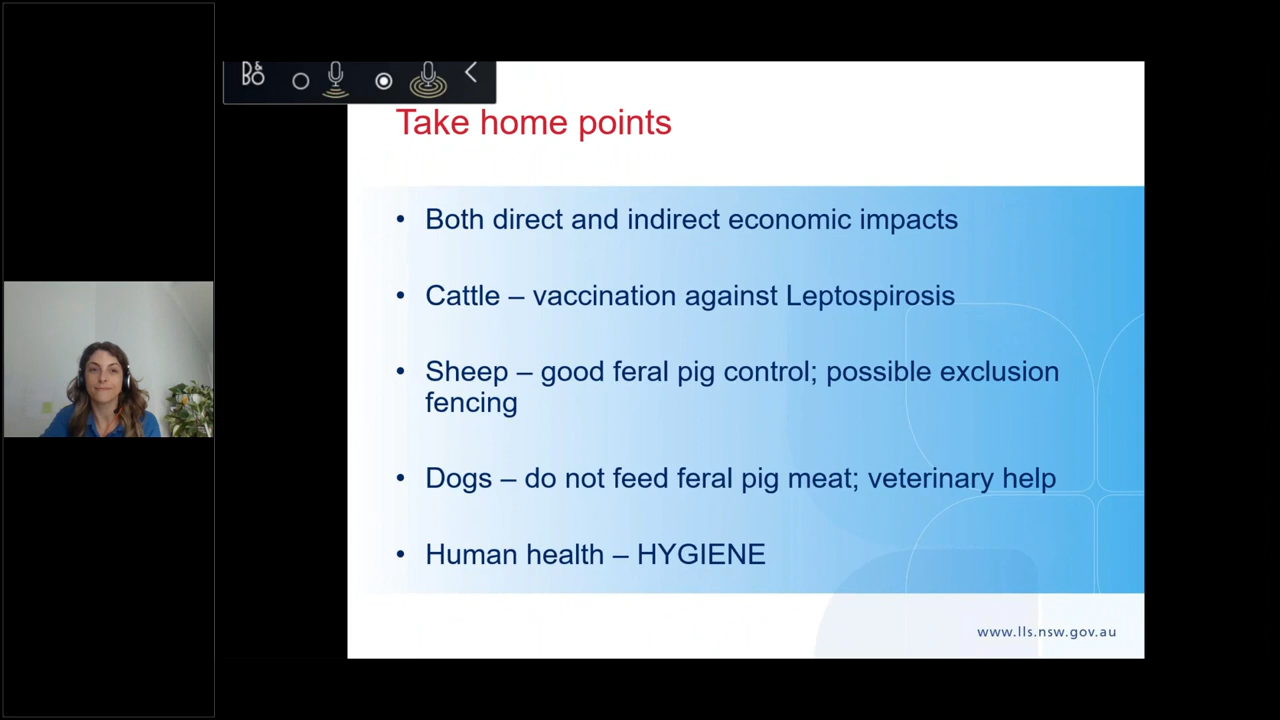 B&O
Take home points
• Both direct and indirect economic impacts
• Cattle – vaccination against Leptospirosis
• Sheep – good feral pig control; possible exclusion
fencing
• Dogs – do not feed feral pig meat; veterinary help
• Human health – HYGIENE
www.lls.nsw.gov.au